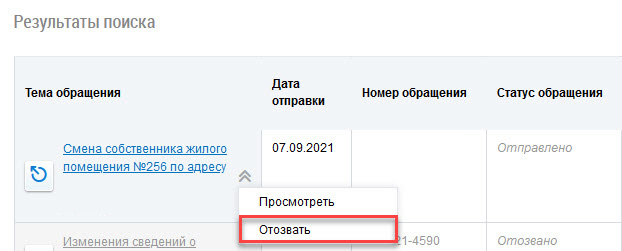 Результаты поиска
Тема обращения
Дата
отправки
Номер обращения
Статус обращения
Смена собственника жилого
помещения №256 по адресу
07.09.2021
Отправлено
Просмотреть
Отозвать
Изменения сведений о
21-4590
Отозвано